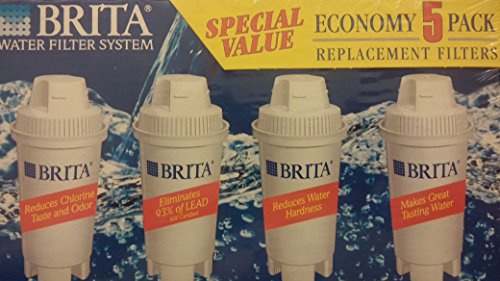 BRITA®
WATER FILTER SYSTEM
SPECIAL
VALUE
ECONOMY 5 PACK
REPLACEMENT FILTERS
BRITA®
Reduces Chlorine
Taste and Odor
BRITA®
Eliminates
93% of LEAD
BRITA®
Reduces Water
Hardness
BRITA®
Makes Great
Tasting Water